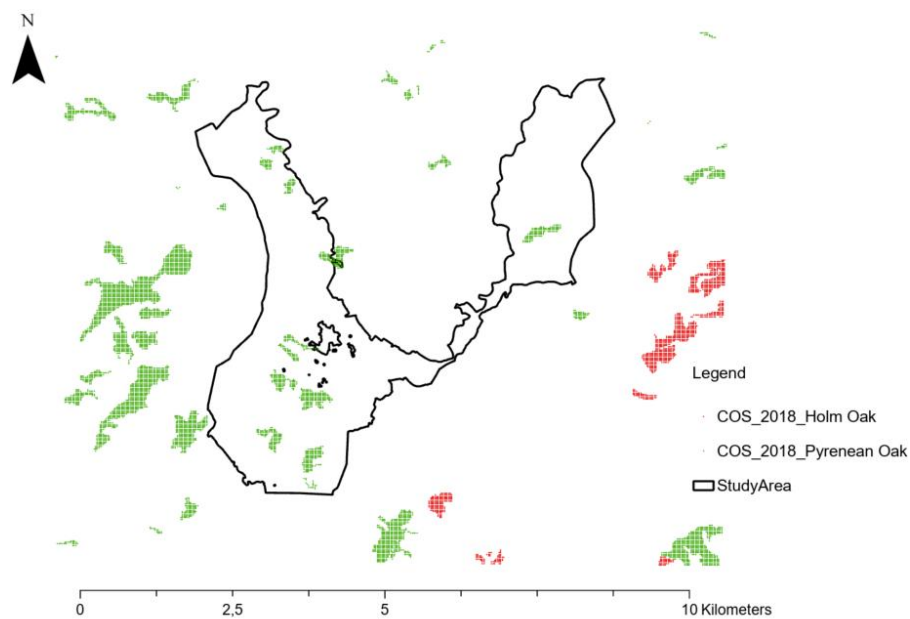 N
Legend
COS_2018_Holm Oak
COS_2018_Pyrenean Oak
StudyArea
0 2,5 5 10 Kilometers